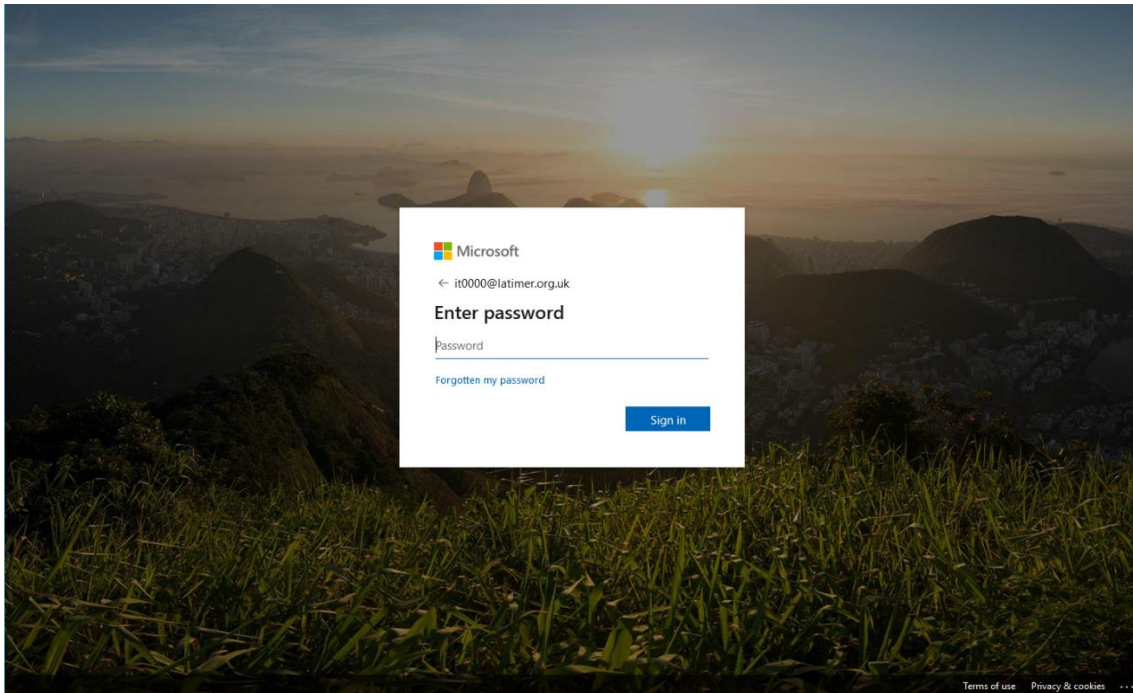 Microsoft
← it0000@latimer.org.uk
Enter password
Password
Forgotten my password
Sign in
Terms of use Privacy & cookies ...